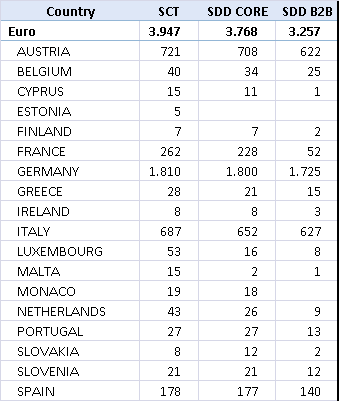 Country SCT SDD CORE SDD B2B
Euro 3.947 3.768 3.257
AUSTRIA 721 708 622
BELGIUM 40 34 25
CYPRUS 15 11 1
ESTONIA 5
FINLAND 7 7 2
FRANCE 262 228 52
GERMANY 1.810 1.800 1.725
GREECE 28 21 15
IRELAND 8 8 3
ITALY 687 652 627
LUXEMBOURG 53 16 8
MALTA 15 2 1
MONACO 19 18
NETHERLANDS 43 26 9
PORTUGAL 27 27 13
SLOVAKIA 8 12 2
SLOVENIA 21 21 12
SPAIN 178 177 140